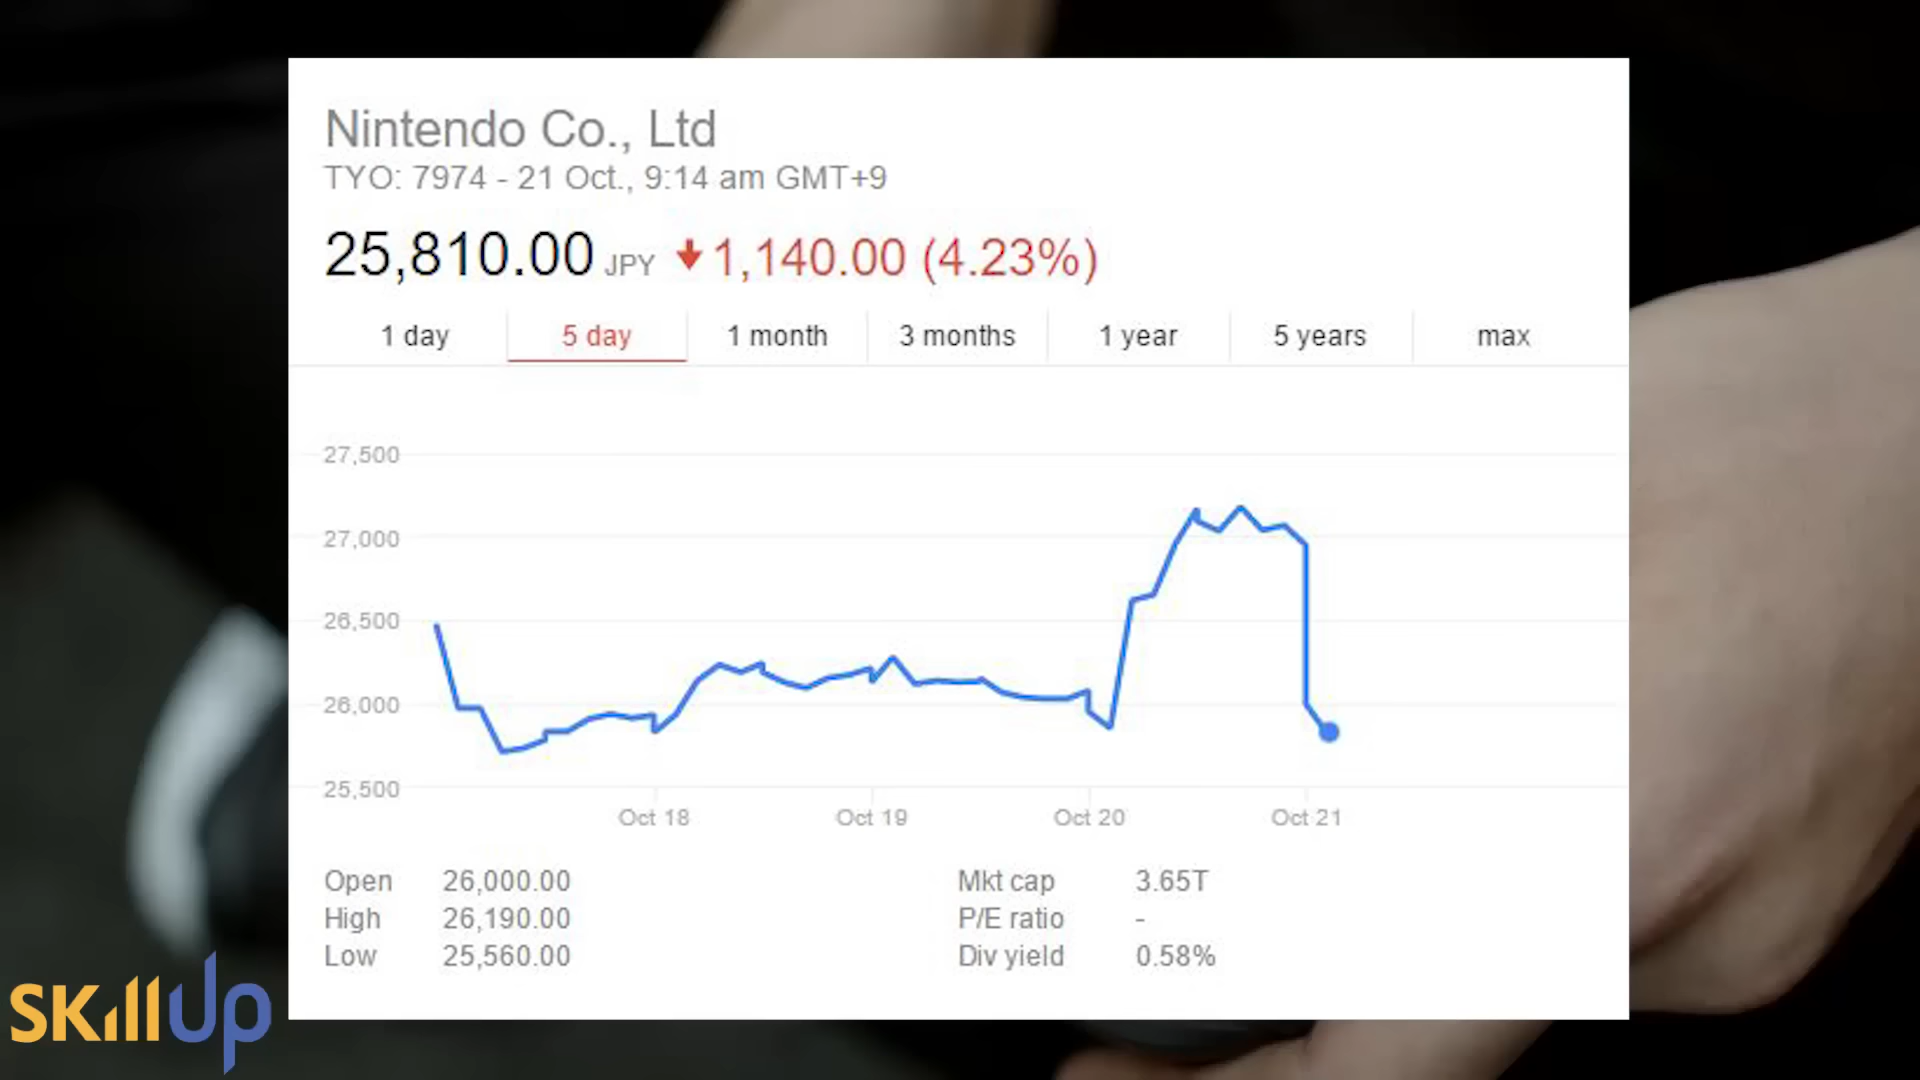 Nintendo Co., Ltd
TYO: 7974 - 21 Oct., 9:14 am GMT+9
25,810.00 JPY 1,140.00 (4.23%)
1 day 5 day 1 month 3 months 1 year 5 years max
27,500
27,000
26,500
26,000
25,500
Oct 18 Oct 19 Oct 20 Oct 21
Open 26,000.00 Mkt cap 3.65T
High 26,190.00 P/E ratio -
Low 25,560.00 Div yield 0.58%
SKillUp